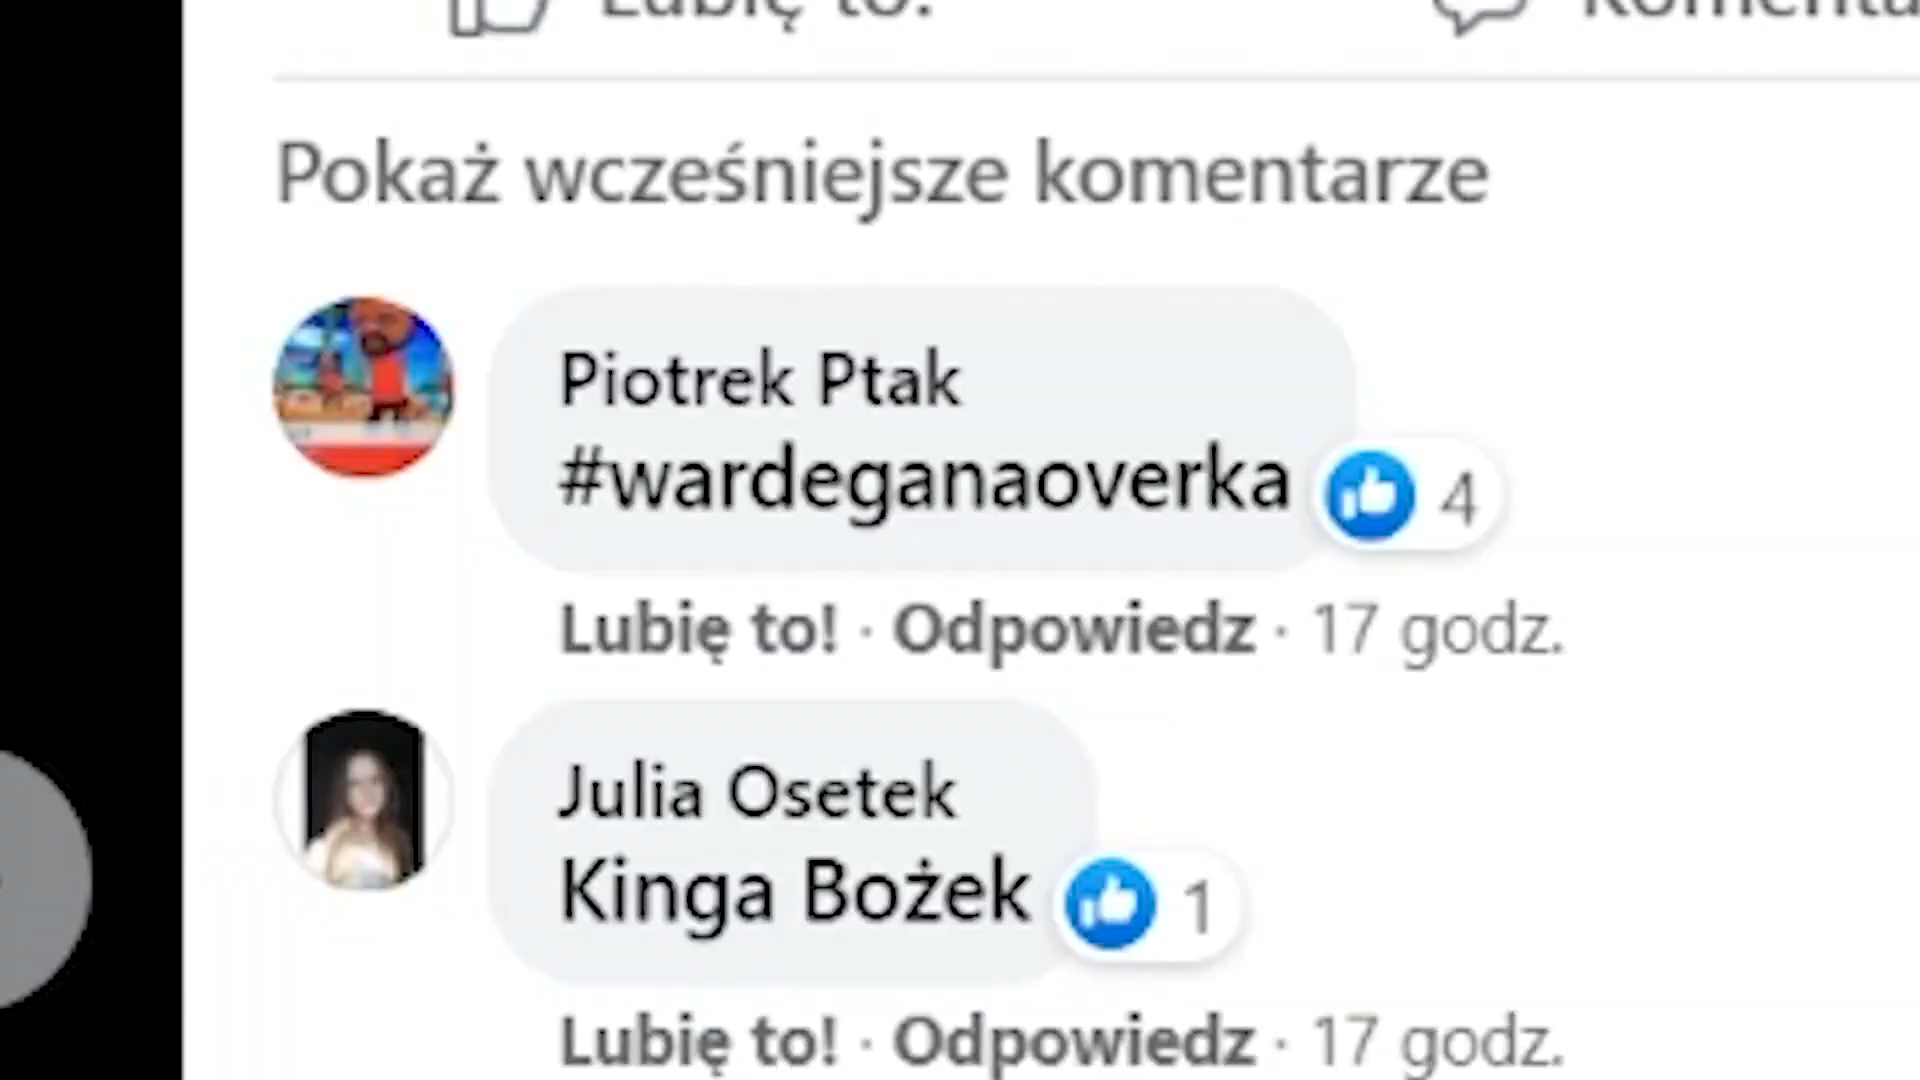 Lubię to!
Komenta
Pokaż wcześniejsze komentarze
Piotrek Ptak
#wardeganaoverka
4
Lubię to! · Odpowiedz · 17 godz.
Julia Osetek
Kinga Bożek
1
Lubię to! · Odpowiedz · 17 godz.